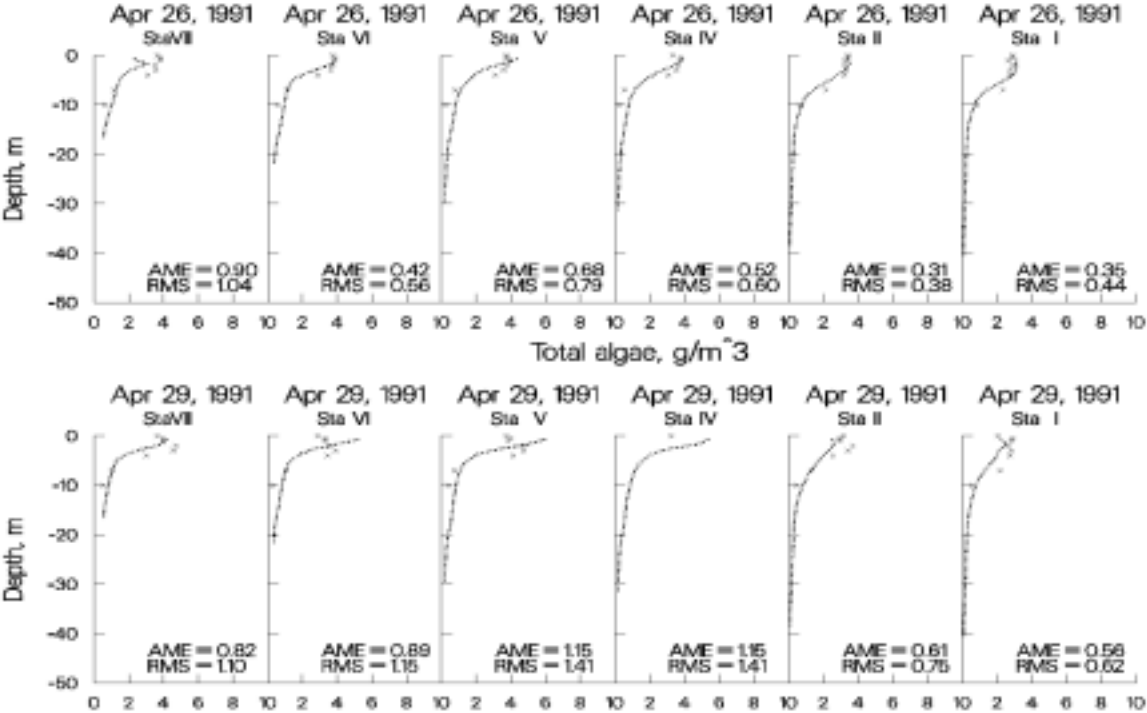 Apr 26, 1991 Apr 26, 1991 Apr 26, 1991 Apr 26, 1991 Apr 26, 1991 Apr 26, 1991
StaVIII Sta VI Sta V Sta IV Sta II Sta I
0
-10
-20
-30
-40
-50
Depth, m
AME = 0.90 AME = 0.42 AME = 0.68 AME = 0.52 AME = 0.31 AME = 0.35
RMS = 1.04 RMS = 0.56 RMS = 0.79 RMS = 0.60 RMS = 0.38 RMS = 0.44
0 2 4 6 8 10 2 4 6 8 10 2 4 6 8 10 2 4 6 8 10 2 4 6 8 10 2 4 6 8 10
Total algae, g/m^3
Apr 29, 1991 Apr 29, 1991 Apr 29, 1991 Apr 29, 1991 Apr 29, 1991 Apr 29, 1991
StaVIII Sta VI Sta V Sta IV Sta II Sta I
0
-10
-20
-30
-40
-50
Depth, m
AME = 0.82 AME = 0.89 AME = 1.15 AME = 1.15 AME = 0.61 AME = 0.56
RMS = 1.10 RMS = 1.15 RMS = 1.41 RMS = 1.41 RMS = 0.75 RMS = 0.62
0 2 4 6 8 10 2 4 6 8 10 2 4 6 8 10 2 4 6 8 10 2 4 6 8 10 2 4 6 8 10